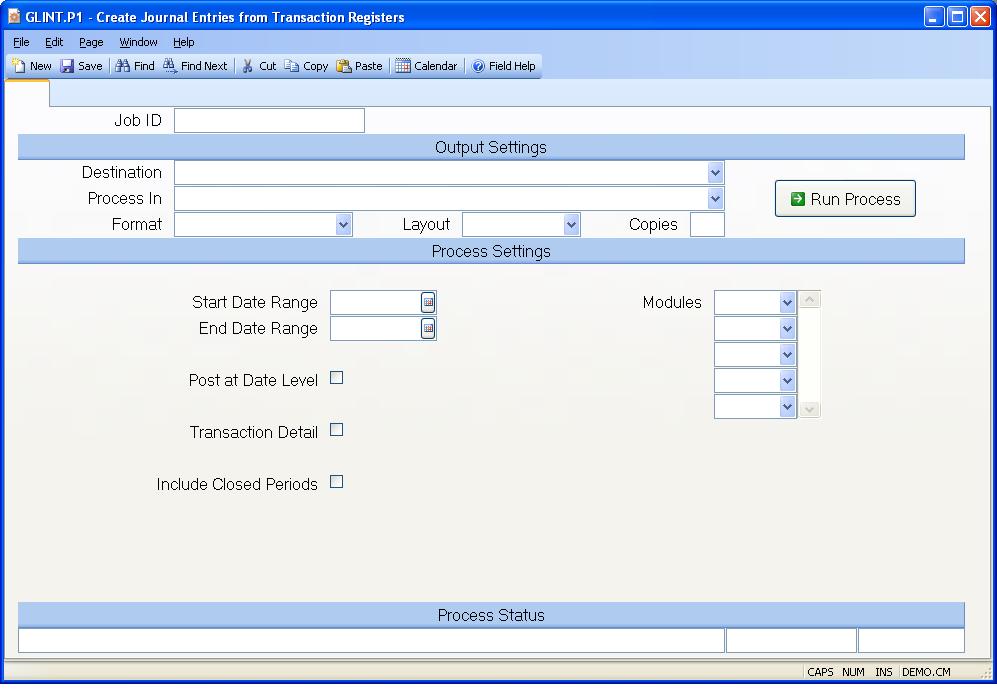 GLINT.P1 - Create Journal Entries from Transaction Registers
File Edit Page Window Help
New Save Find Find Next Cut Copy Paste Calendar Field Help
Job ID
Output Settings
Destination
Process In
Run Process
Format Layout Copies
Process Settings
Start Date Range Modules
End Date Range
Post at Date Level
Transaction Detail
Include Closed Periods
Process Status
CAPS NUM INS DEMO.CM